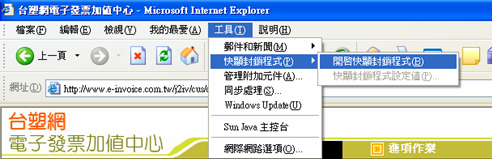 台塑網電子發票加值中心 - Microsoft Internet Explorer
檔案(F) 編輯(E) 檢視(V) 我的最愛(A) 工具(T) 說明(H)
上一頁
郵件和新聞(M)
快顯封鎖程式(P)
開啟快顯封鎖程式(B)
管理附加元件(A)...
快顯封鎖程式設定值(P)...
同步處理(S)...
Windows Update(U)
Sun Java 主控台
網際網路選項(O)...
網址(D) http://www.e-invoice.com.tw/j2iv/cus/
台塑網
電子發票加值中心
進項作業